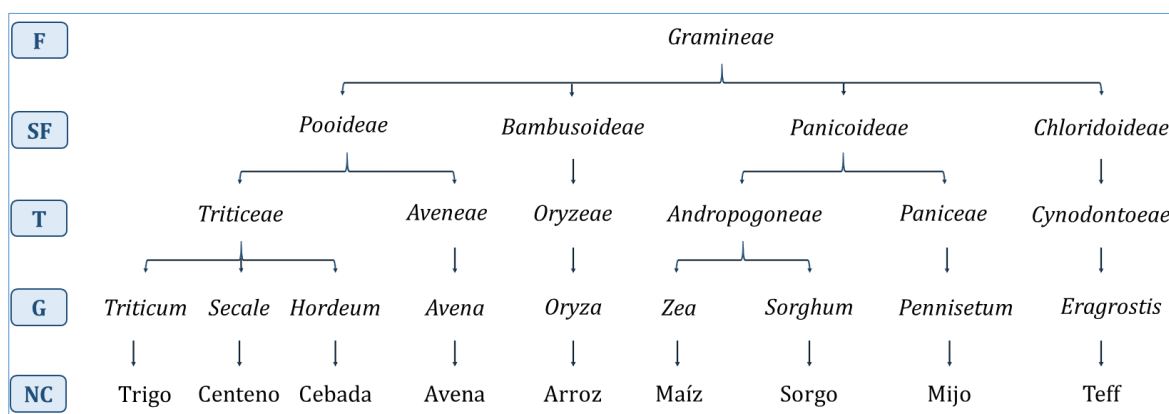 F Gramineae
SF Pooideae Bambusoideae Panicoideae Chloridoideae
T Triticeae Aveneae Oryzeae Andropogoneae Paniceae Cynodontoeae
G Triticum Secale Hordeum Avena Oryza Zea Sorghum Pennisetum Eragrostis
NC Trigo Centeno Cebada Avena Arroz Maíz Sorgo Mijo Teff